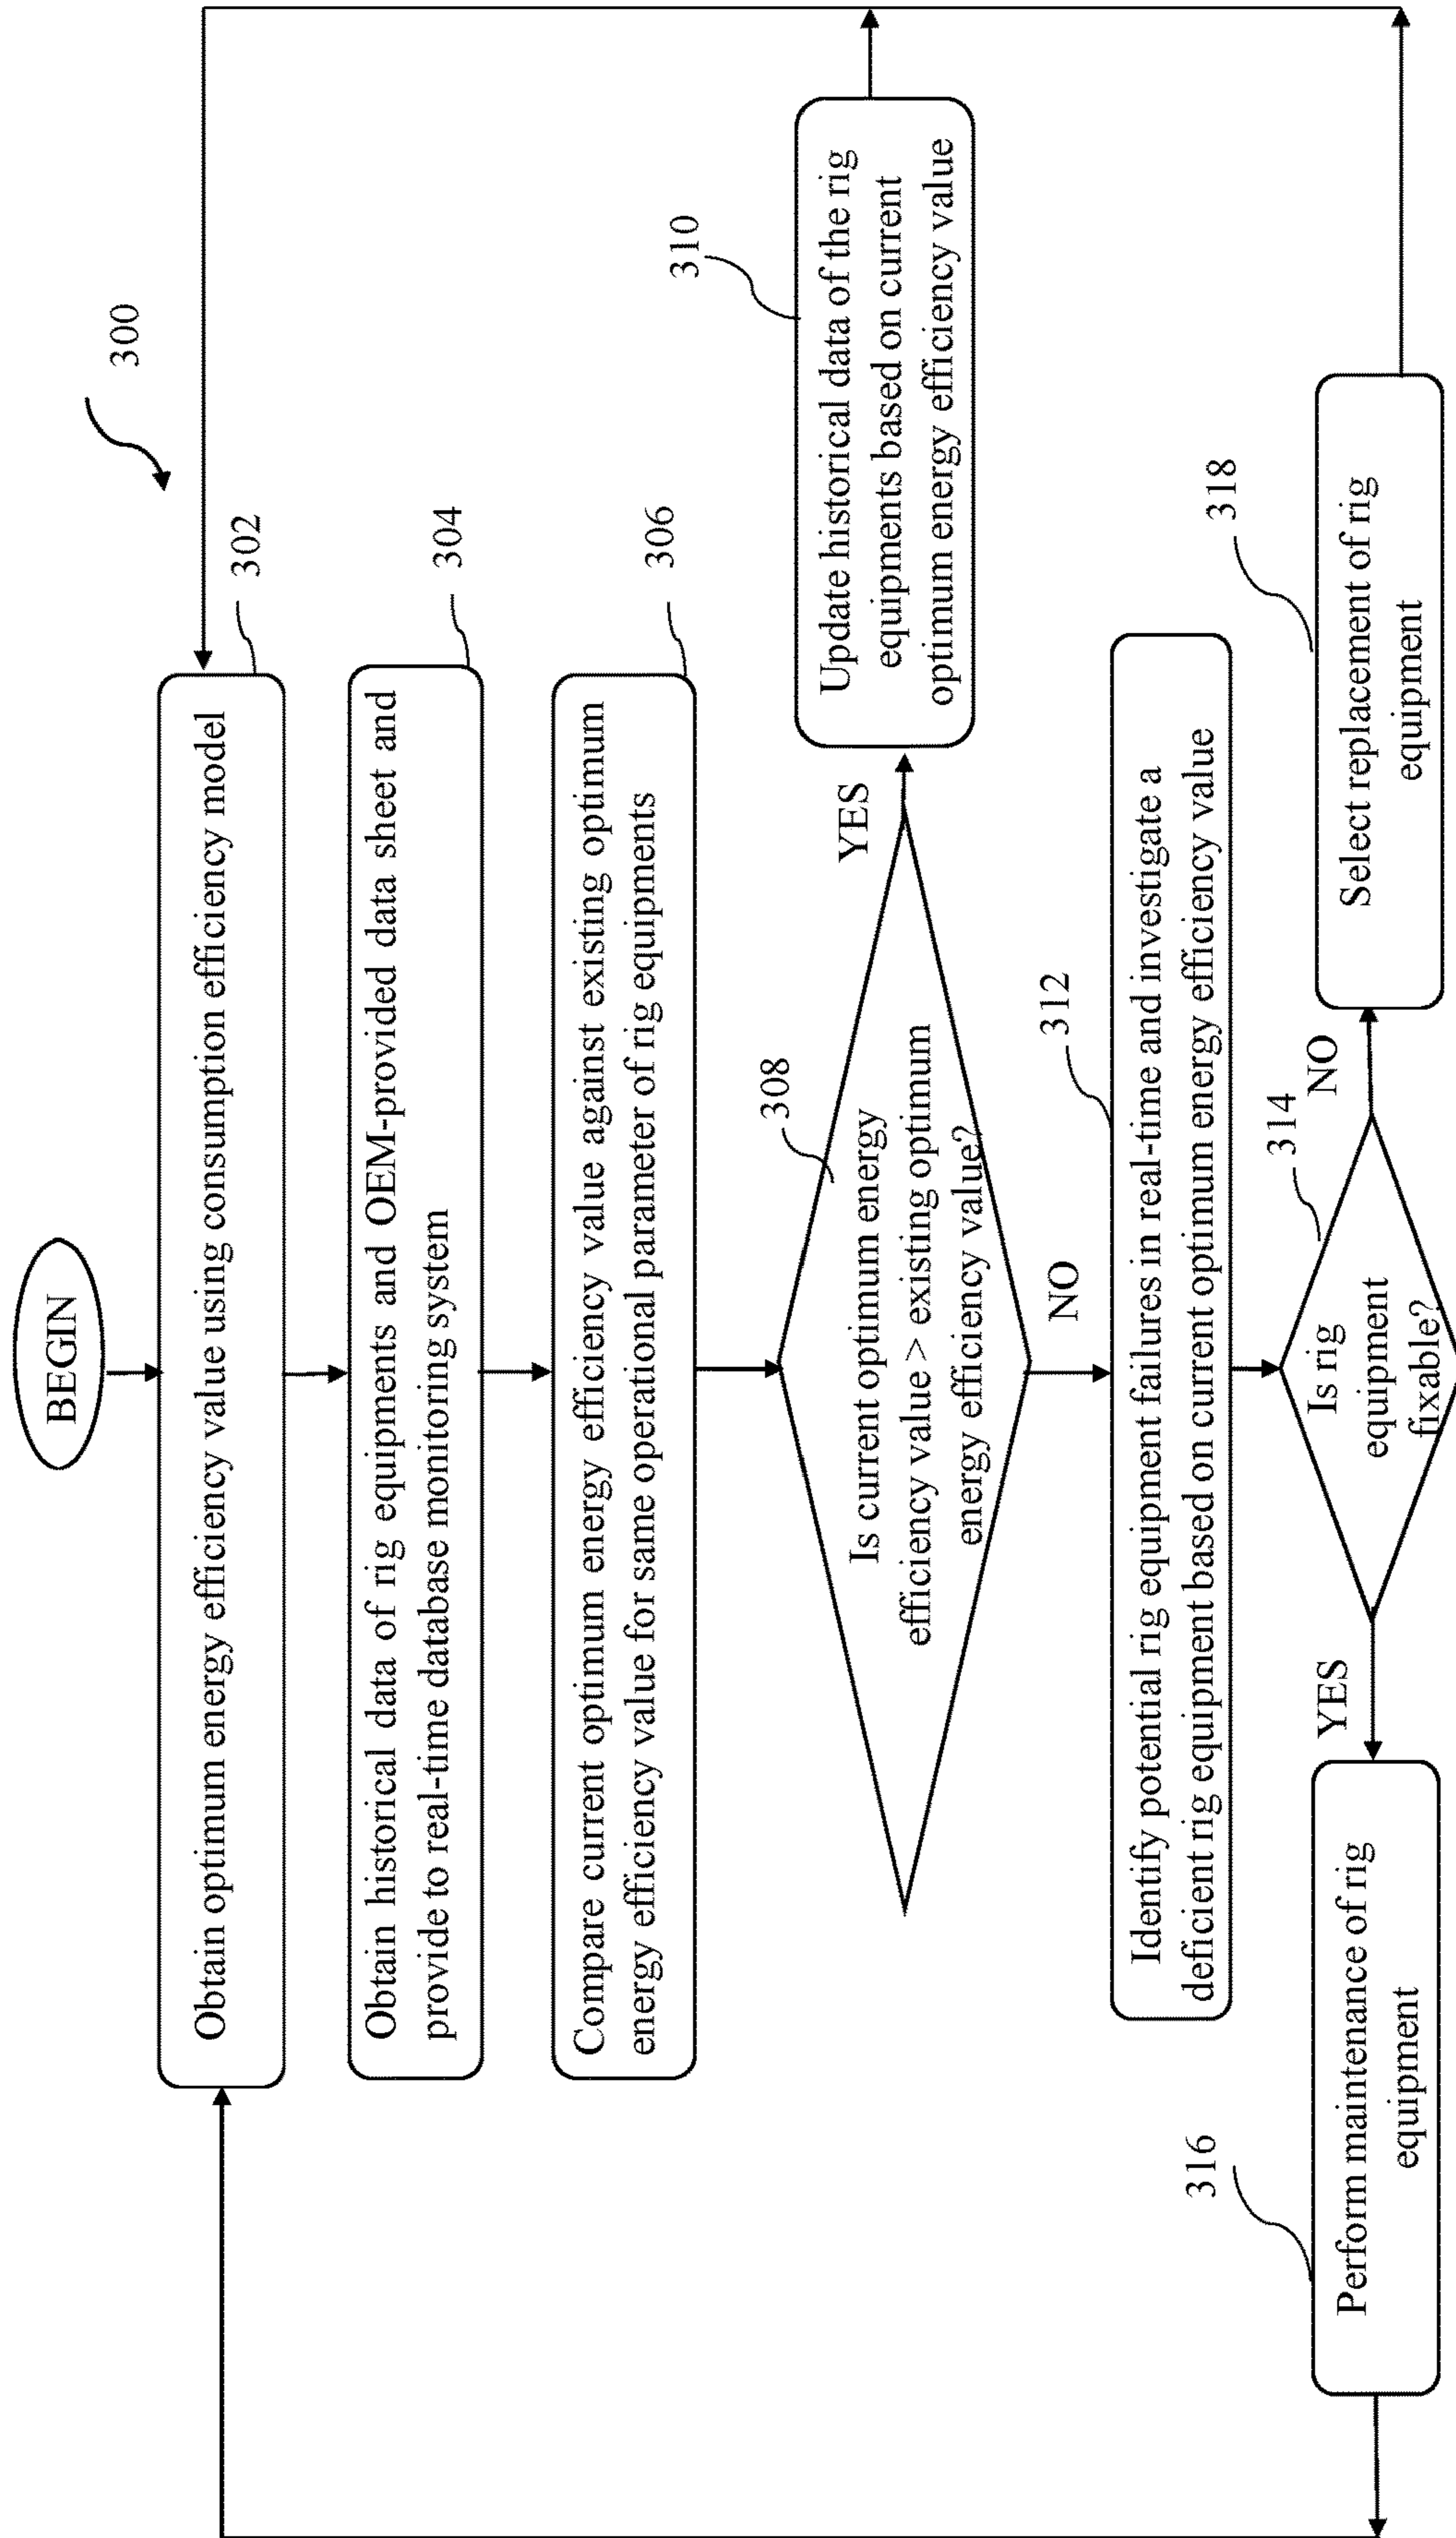 300
BEGIN
302
Obtain optimum energy efficiency value using consumption efficiency model
304
Obtain historical data of rig equipments and OEM-provided data sheet and
provide to real-time database monitoring system
306
Compare current optimum energy efficiency value against existing optimum
energy efficiency value for same operational parameter of rig equipments
308
Is current optimum energy
efficiency value > existing optimum
energy efficiency value?
YES
310
Update historical data of the rig
equipments based on current
optimum energy efficiency value
NO
312
Identify potential rig equipment failures in real-time and investigate a
deficient rig equipment based on current optimum energy efficiency value
314
Is rig
equipment
fixable?
YES
316
Perform maintenance of rig
equipment
NO
318
Select replacement of rig
equipment